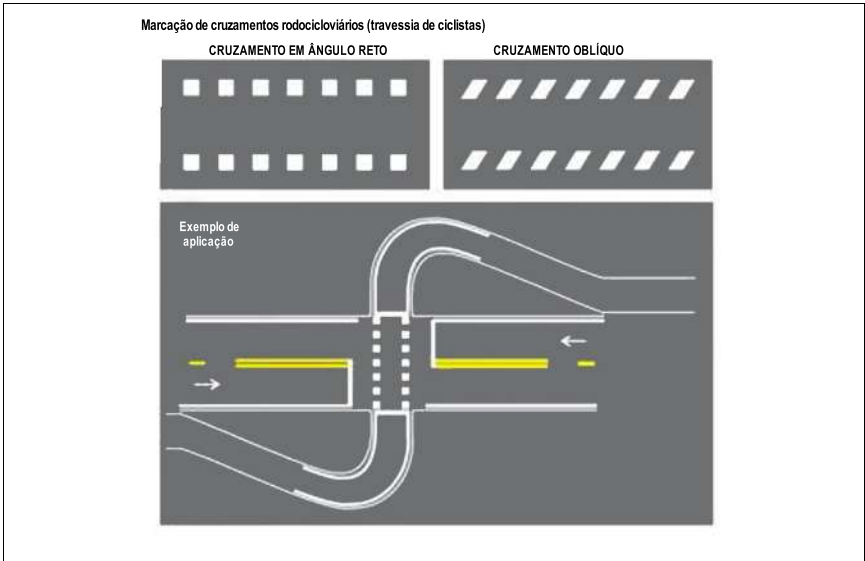 Marcação de cruzamentos rodocicloviários (travessia de ciclistas)
CRUZAMENTO EM ÂNGULO RETO
CRUZAMENTO OBLÍQUO
Exemplo de
aplicação